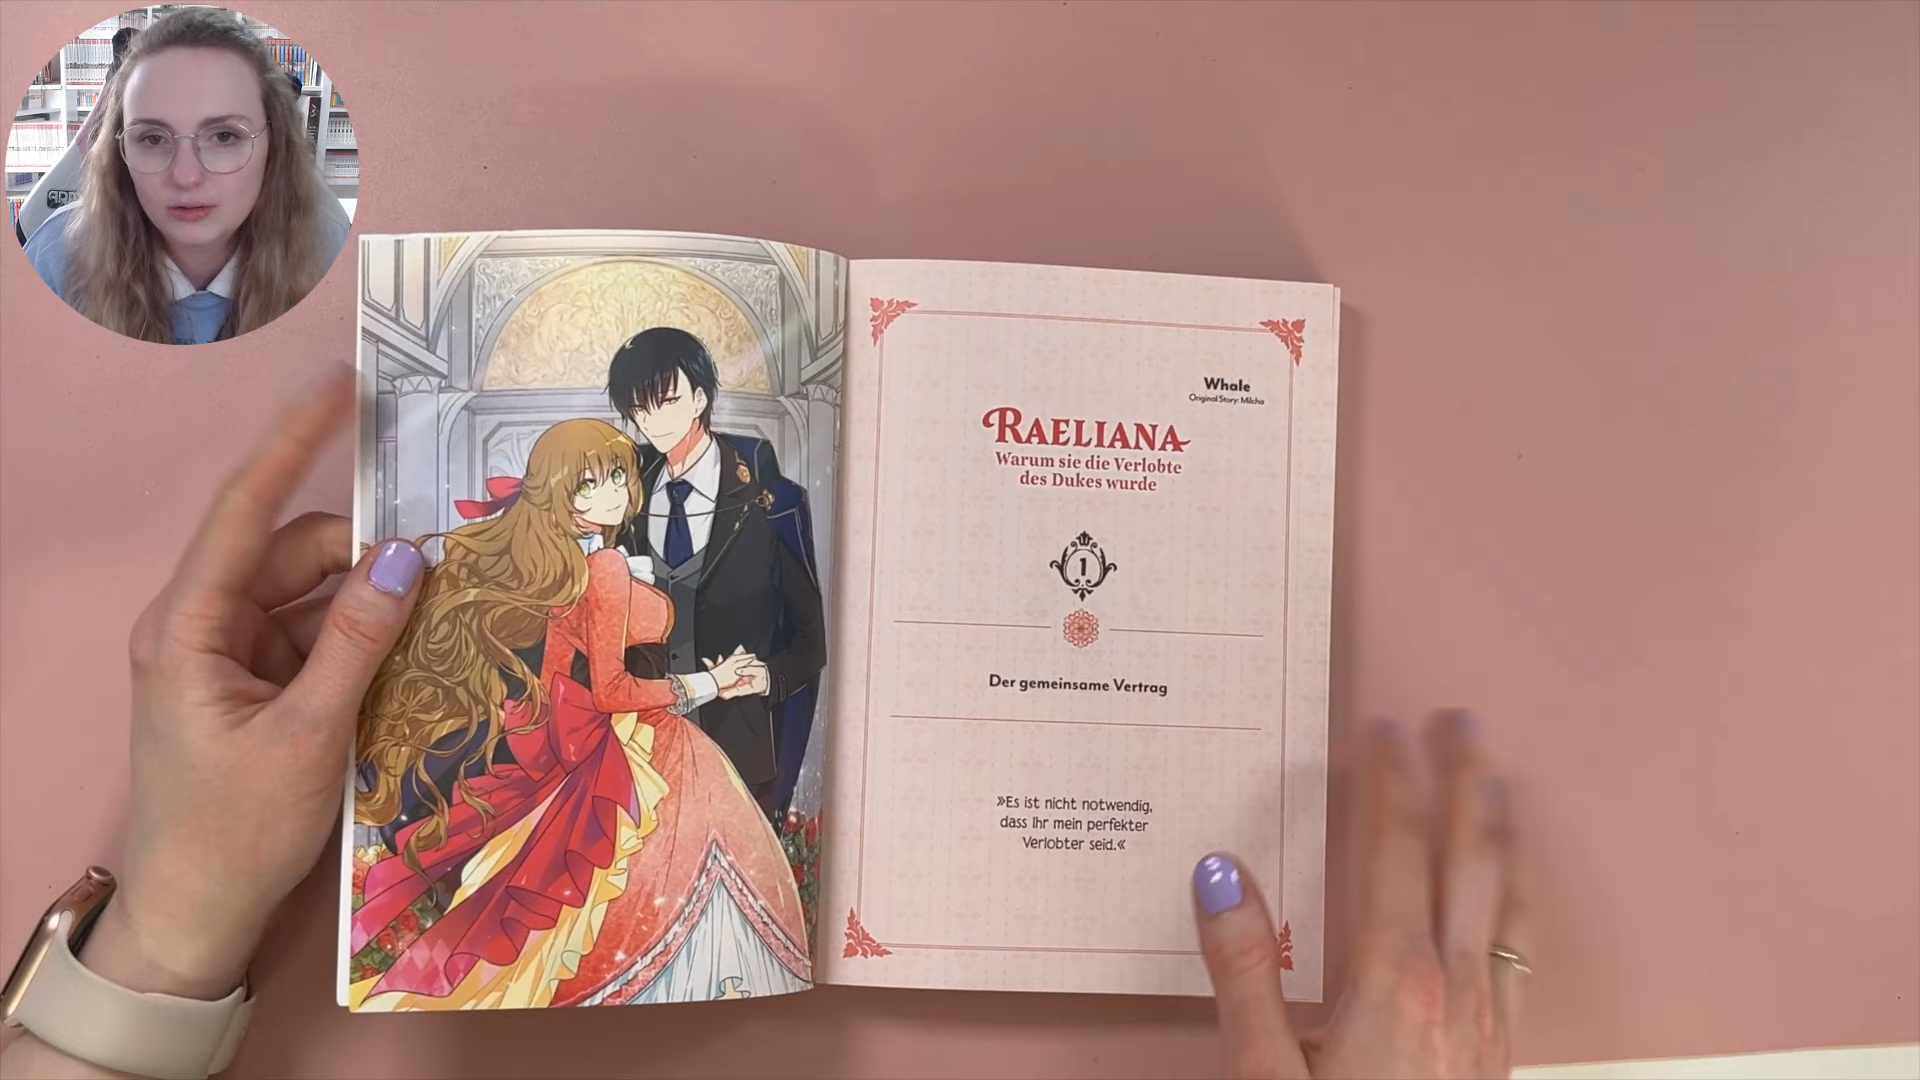 Whale
Original Story: Milcha
RAELIANA
Warum sie die Verlobte
des Dukes wurde
1
Der gemeinsame Vertrag
»Es ist nicht notwendig,
dass Ihr mein perfekter
Verlobter seid.«